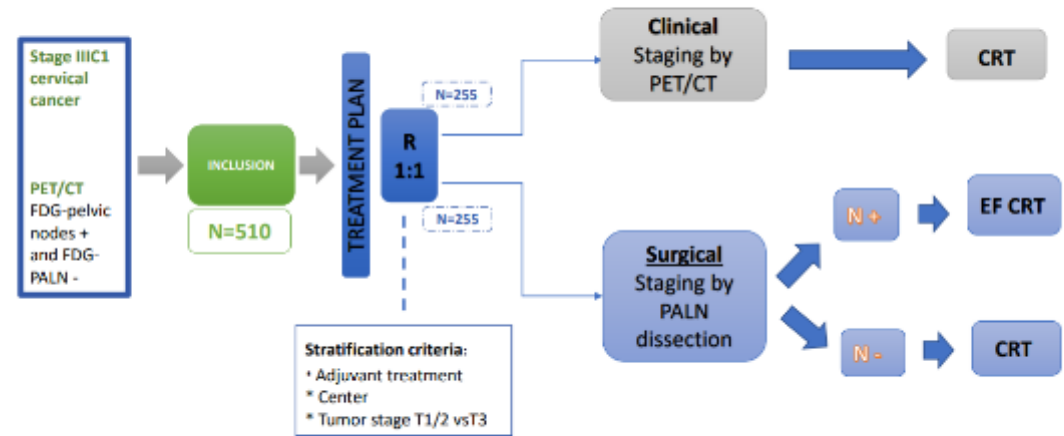 Stage IIIC1
cervical
cancer
PET/CT
FDG-pelvic
nodes +
and FDG-
PALN -
INCLUSION
N=510
TREATMENT PLAN
R
1:1
N=255
N=255
Stratification criteria:
* Adjuvant treatment
* Center
* Tumor stage T1/2 vsT3
Clinical
Staging by
PET/CT
CRT
Surgical
Staging by
PALN
dissection
N +
EF CRT
N -
CRT